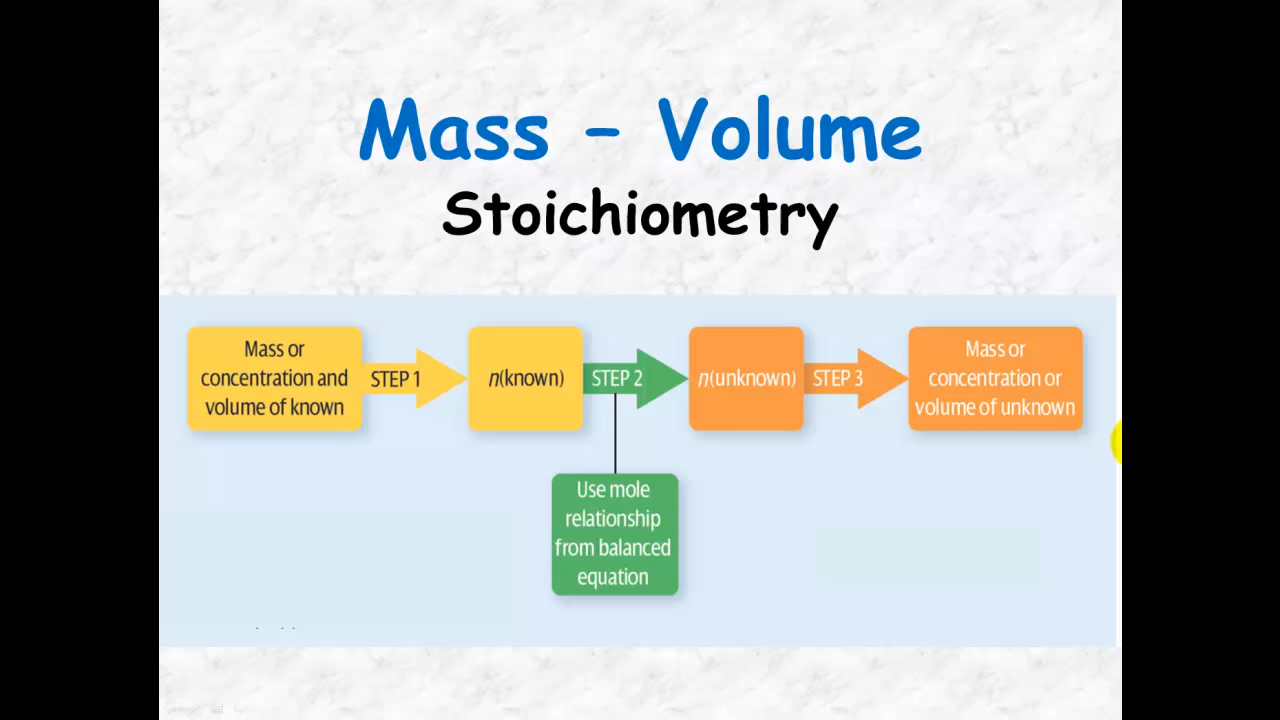 Mass – Volume
Stoichiometry
Mass or
concentration and
volume of known
STEP 1
n(known)
STEP 2
n(unknown)
STEP 3
Mass or
concentration or
volume of unknown
Use mole
relationship
from balanced
equation